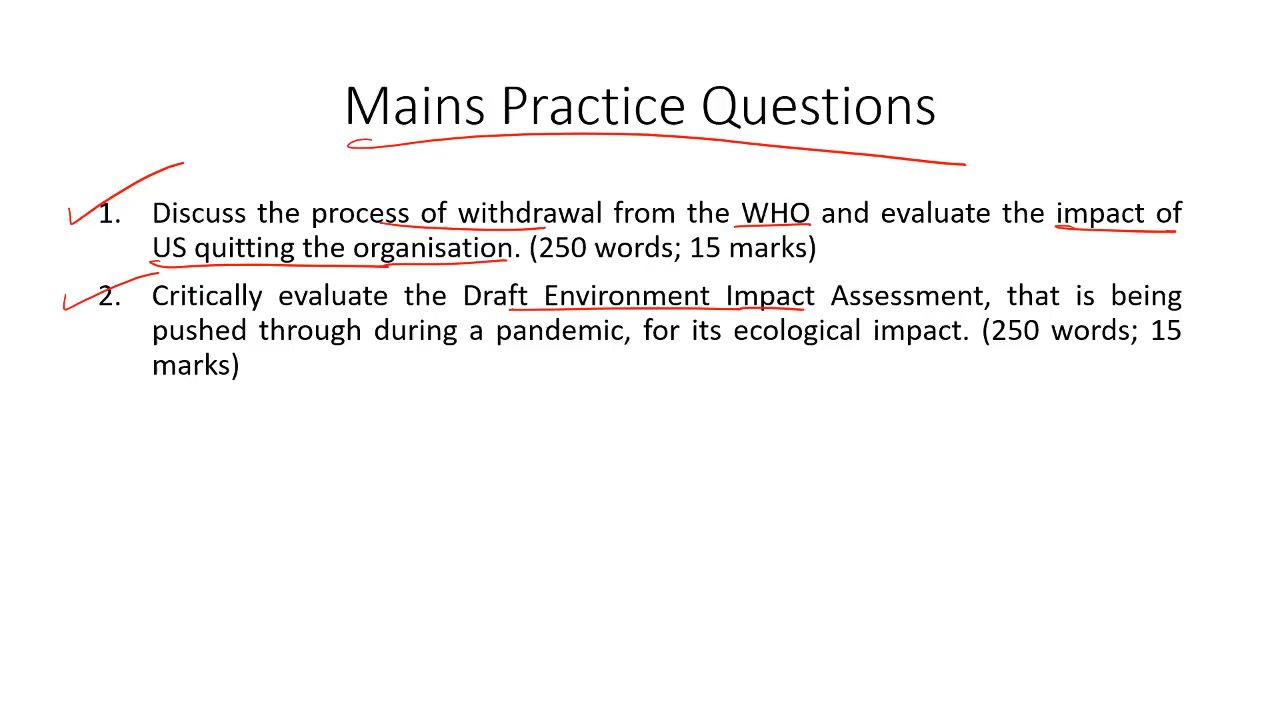 Mains Practice Questions
1. Discuss the process of withdrawal from the WHO and evaluate the impact of
US quitting the organisation. (250 words; 15 marks)
2. Critically evaluate the Draft Environment Impact Assessment, that is being
pushed through during a pandemic, for its ecological impact. (250 words; 15
marks)